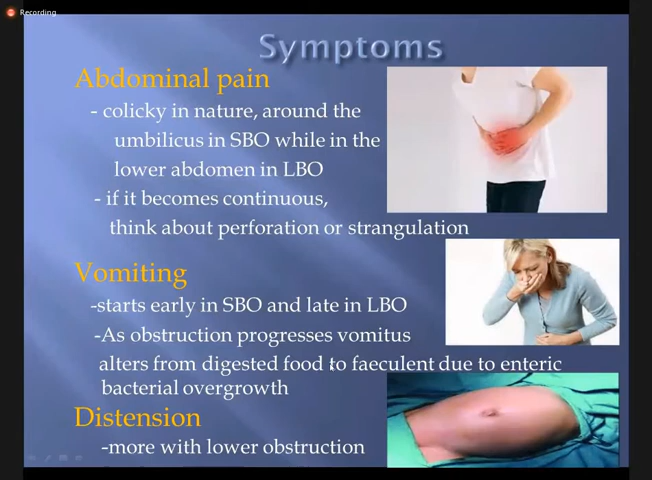 Recording
Symptoms
Abdominal pain
- colicky in nature, around the
umbilicus in SBO while in the
lower abdomen in LBO
- if it becomes continuous,
think about perforation or strangulation
Vomiting
-starts early in SBO and late in LBO
-As obstruction progresses vomitus
alters from digested food to faeculent due to enteric
bacterial overgrowth
Distension
-more with lower obstruction